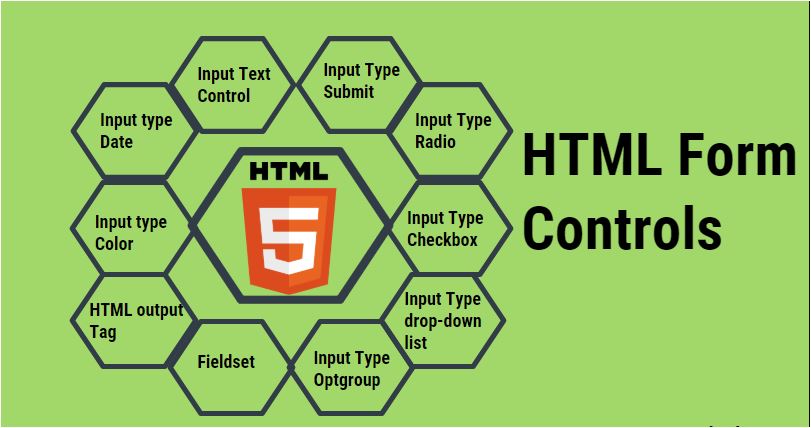 Input Text
Control
Input Type
Submit
Input type
Date
Input Type
Radio
HTML
5
HTML Form
Controls
Input type
Color
Input Type
Checkbox
HTML output
Tag
Input Type
drop-down
list
Fieldset
Input Type
Optgroup